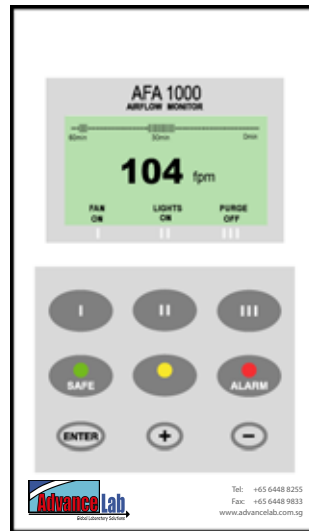 AFA 1000
AIRFLOW MONITOR
60min 30min 0min
104 fpm
FAN ON LIGHTS ON PURGE OFF
I II III
I II III
SAFE ALARM
ENTER + -
AdvanceLab
Global Laboratory Solutions
Tel: +65 6448 8255
Fax: +65 6448 9833
www.advancelab.com.sg